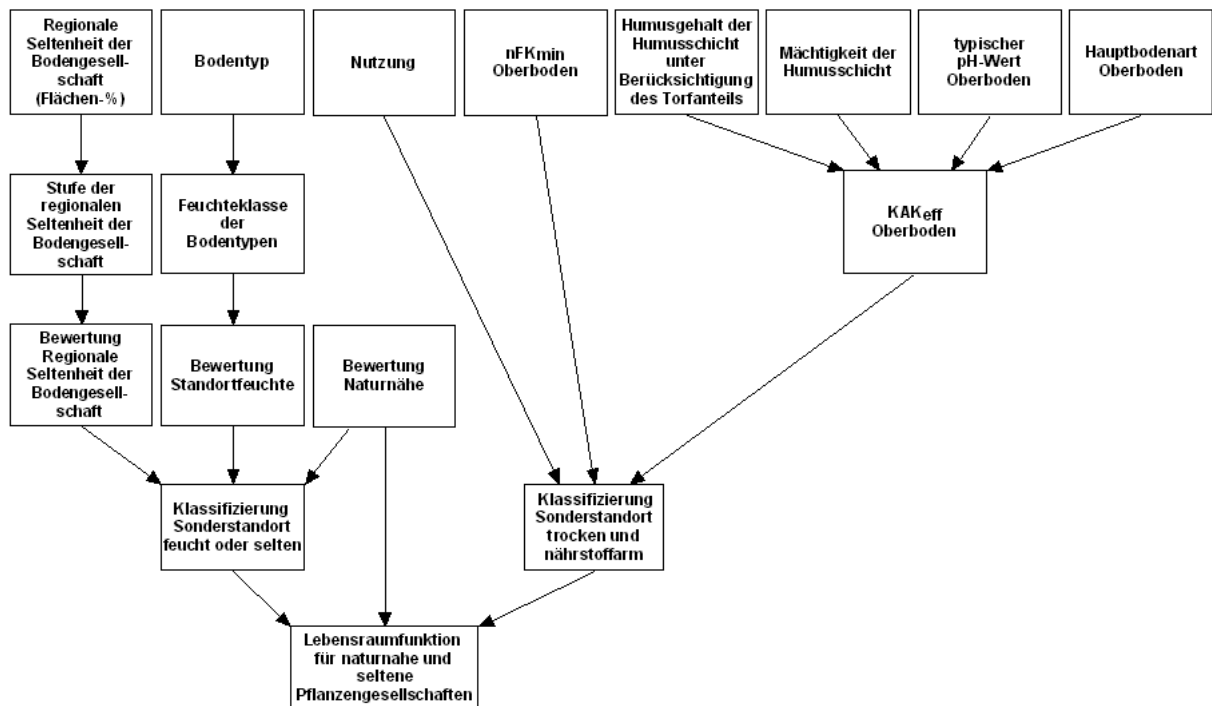 Regionale
Seltenheit der
Bodengesell-
schaft
(Flächen-%)
Bodentyp
Nutzung
nFKmin
Oberboden
Humusgehalt der
Humusschicht
unter
Berücksichtigung
des Torfanteils
Mächtigkeit der
Humusschicht
typischer
pH-Wert
Oberboden
Hauptbodenart
Oberboden
Stufe der
regionalen
Seltenheit der
Bodengesell-
schaft
Feuchteklasse
der
Bodentypen
KAKeff
Oberboden
Bewertung
Regionale
Seltenheit der
Bodengesell-
schaft
Bewertung
Standortfeuchte
Bewertung
Naturnähe
Klassifizierung
Sonderstandort
feucht oder selten
Klassifizierung
Sonderstandort
trocken und
nährstoffarm
Lebensraumfunktion
für naturnahe und
seltene
Pflanzengesellschaften